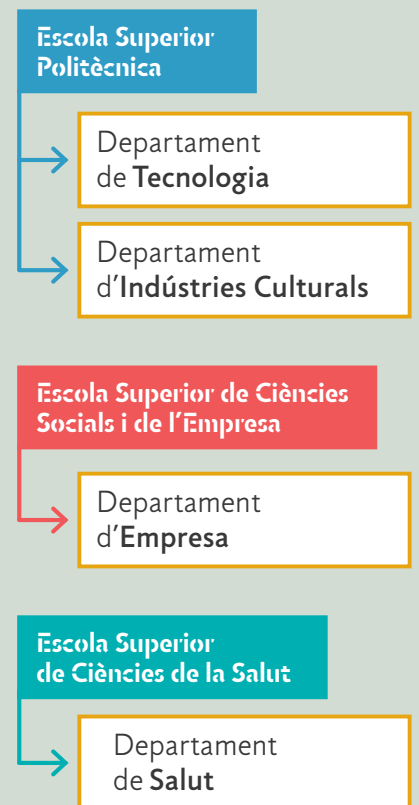 Escola Superior
Politècnica
Departament
de Tecnologia
Departament
d’Indústries Culturals
Escola Superior de Ciències
Socials i de l’Empresa
Departament
d’Empresa
Escola Superior
de Ciències de la Salut
Departament
de Salut